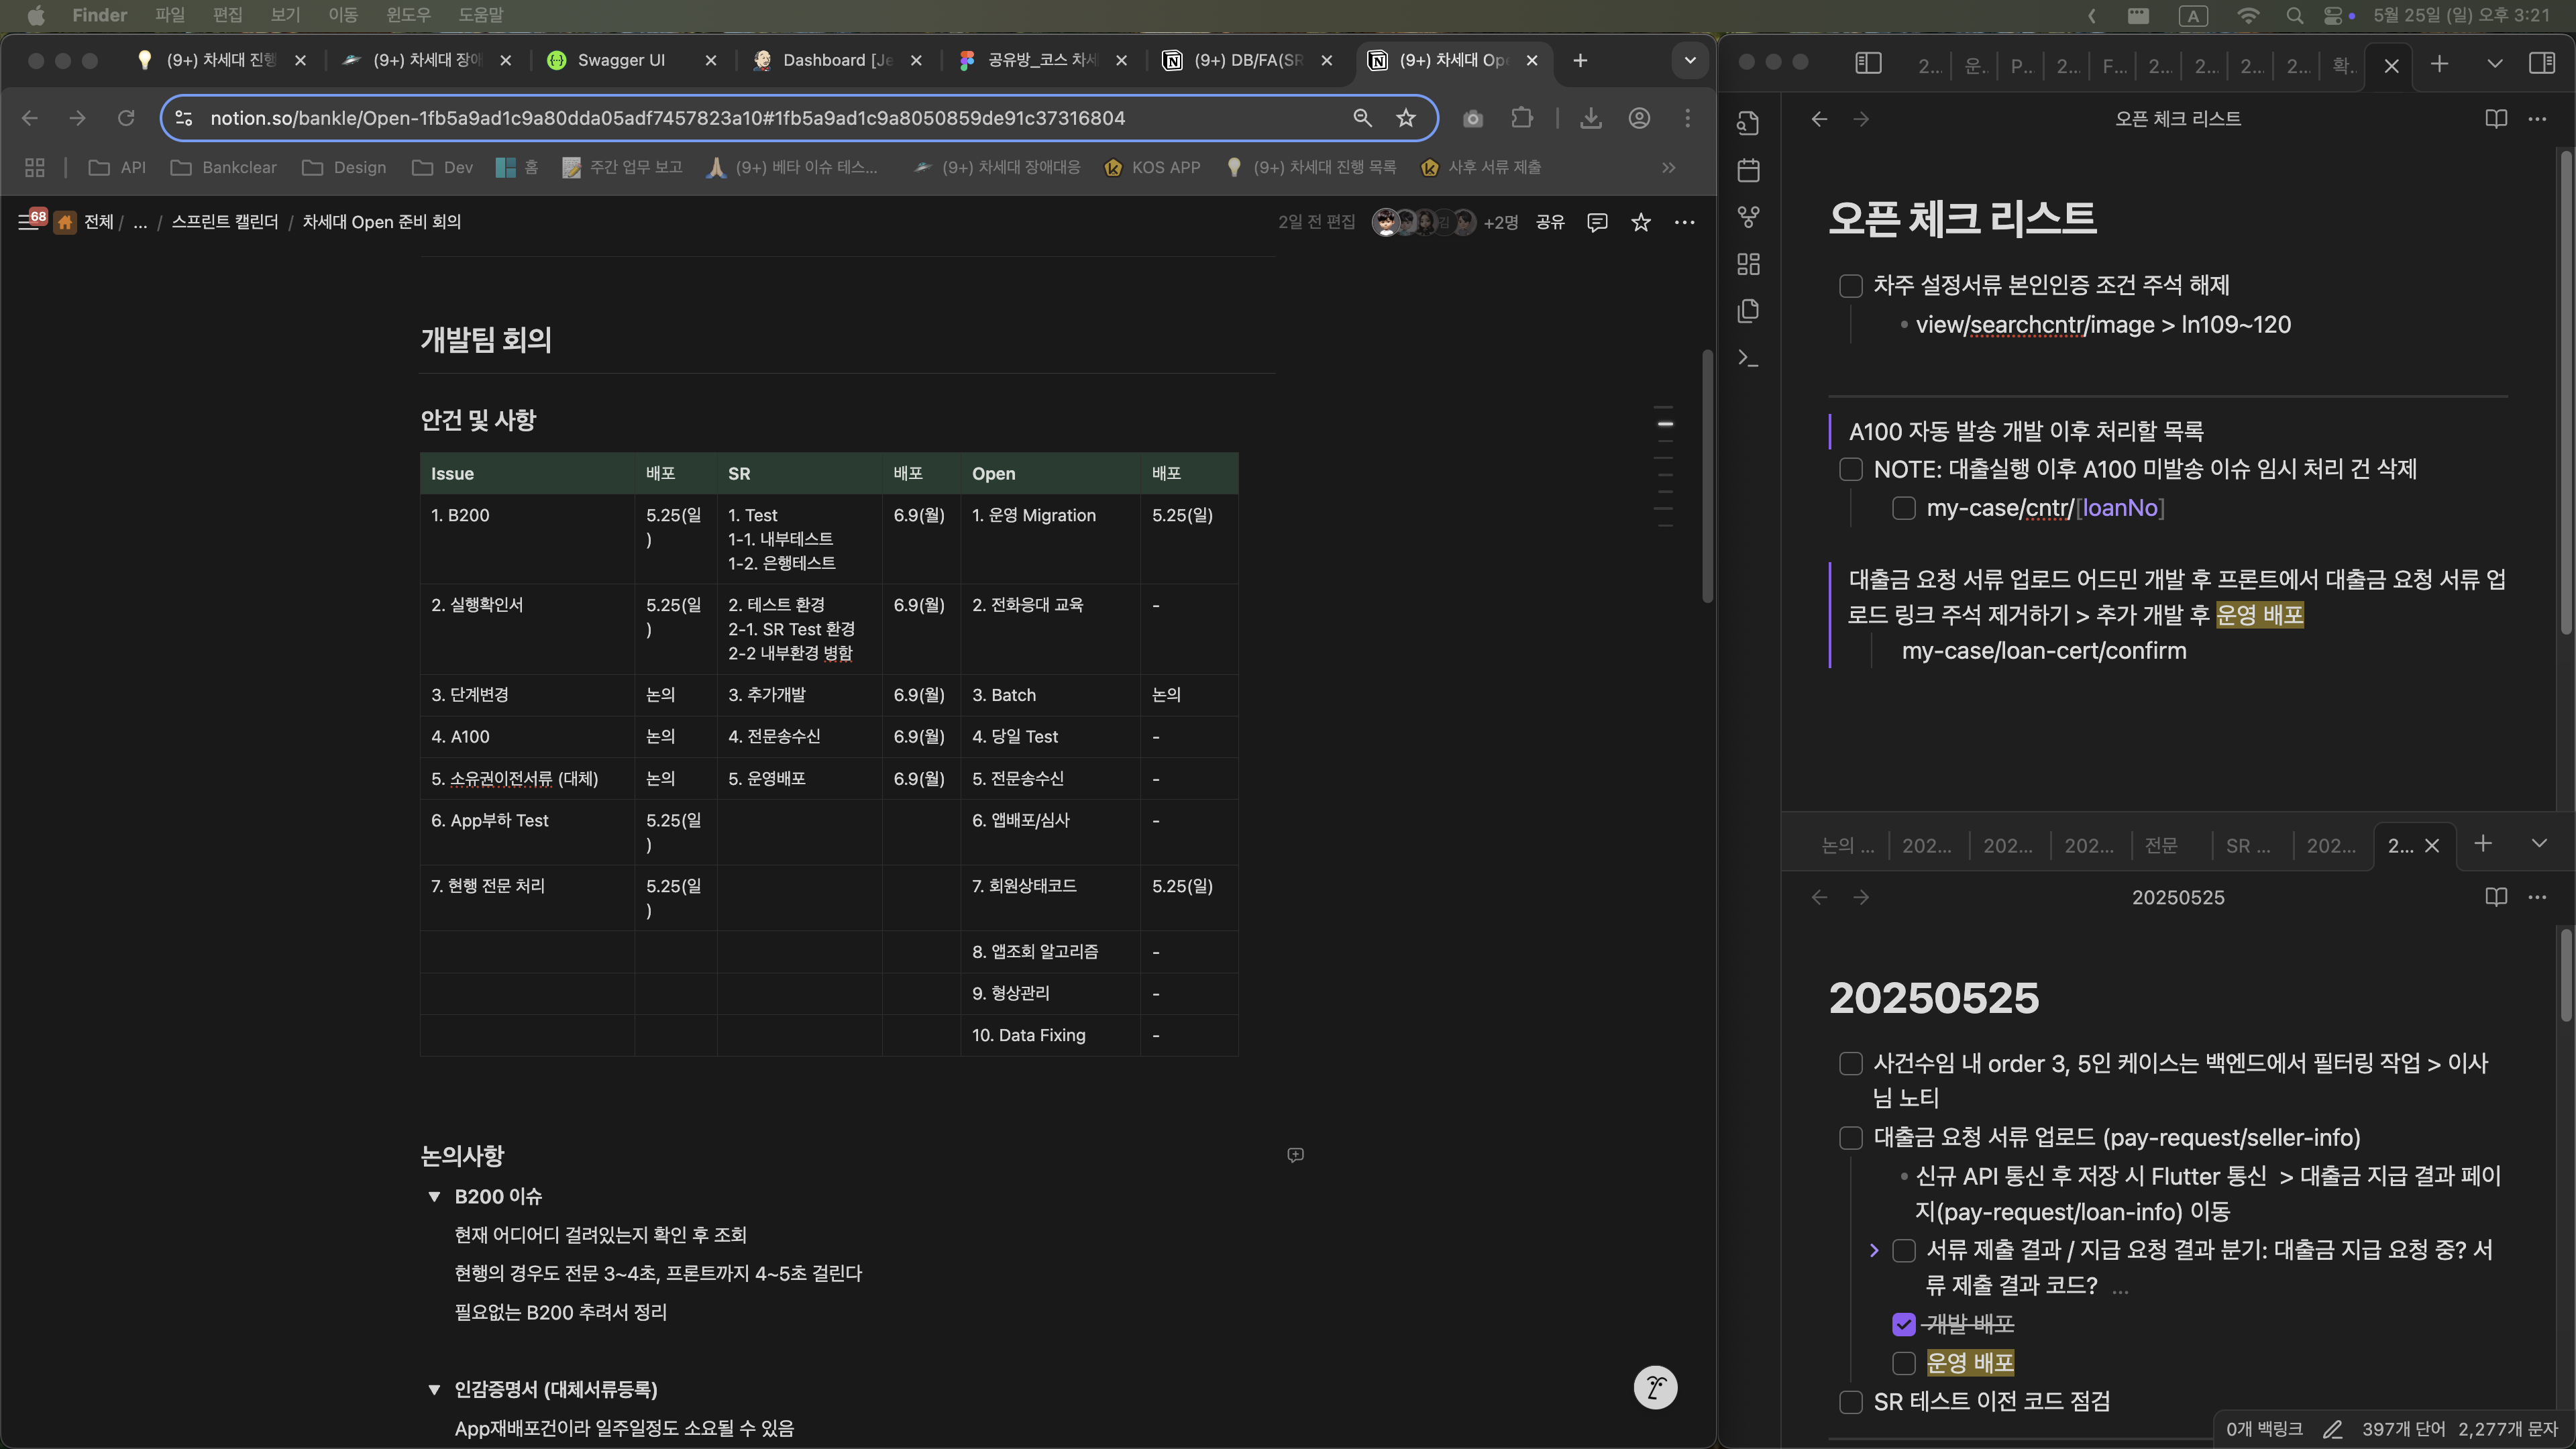 Finder 파일 편집 보기 이동 윈도우 도움말 A 5월 25일 (일) 오후 3:21
(9+) 차세대 진행 (9+) 차세대 장애 Swagger UI Dashboard [Je 공유방_코스 차세 (9+) DB/FA(SR (9+) 차세대 Op
notion.so/bankle/Open-1fb5a9ad1c9a80dda05adf7457823a10#1fb5a9ad1c9a8050859de91c37316804
API Bankclear Design Dev 홈 주간 업무 보고 (9+) 베타 이슈 테스... (9+) 차세대 장애대응 KOS APP (9+) 차세대 진행 목록 사후 서류 제출
68 전체 / ... / 스프린트 캘린더 / 차세대 Open 준비 회의 2일 전 편집 +2명 공유
개발팀 회의
안건 및 사항
Issue 배포 SR 배포 Open 배포
1. B200 5.25(일) 1. Test 6.9(월) 1. 운영 Migration 5.25(일)
1-1. 내부테스트
1-2. 은행테스트
2. 실행확인서 5.25(일) 2. 테스트 환경 6.9(월) 2. 전화응대 교육 -
2-1. SR Test 환경
2-2 내부환경 병함
3. 단계변경 논의 3. 추가개발 6.9(월) 3. Batch 논의
4. A100 논의 4. 전문송수신 6.9(월) 4. 당일 Test -
5. 소유권이전서류 (대체) 논의 5. 운영배포 6.9(월) 5. 전문송수신 -
6. App부하 Test 5.25(일) 6. 앱배포/심사 -
7. 현행 전문 처리 5.25(일) 7. 회원상태코드 5.25(일)
8. 앱조회 알고리즘 -
9. 형상관리 -
10. Data Fixing -
논의사항
B200 이슈
현재 어디어디 걸려있는지 확인 후 조회
현행의 경우도 전문 3~4초, 프론트까지 4~5초 걸린다
필요없는 B200 추려서 정리
인감증명서 (대체서류등록)
App재배포건이라 일주일정도 소요될 수 있음
2... 운. P... 2... F... 2... 2... 2... 2... 확.
오픈 체크 리스트
오픈 체크 리스트
차주 설정서류 본인인증 조건 주석 해제
view/searchcntr/image > ln109~120
A100 자동 발송 개발 이후 처리할 목록
NOTE: 대출실행 이후 A100 미발송 이슈 임시 처리 건 삭제
my-case/cntr/[loanNo]
대출금 요청 서류 업로드 어드민 개발 후 프론트에서 대출금 요청 서류 업
로드 링크 주석 제거하기 > 추가 개발 후 운영 배포
my-case/loan-cert/confirm
논의 ... 202... 202... 202... 전문 SR ... 202... 2...
20250525
20250525
사건수임 내 order 3, 5인 케이스는 백엔드에서 필터링 작업 > 이사
님 노티
대출금 요청 서류 업로드 (pay-request/seller-info)
신규 API 통신 후 저장 시 Flutter 통신 > 대출금 지급 결과 페이
지(pay-request/loan-info) 이동
서류 제출 결과 / 지급 요청 결과 분기: 대출금 지급 요청 중? 서
류 제출 결과 코드? ...
개발 배포
운영 배포
SR 테스트 이전 코드 점검
0개 백링크 397개 단어 2,277개 문자